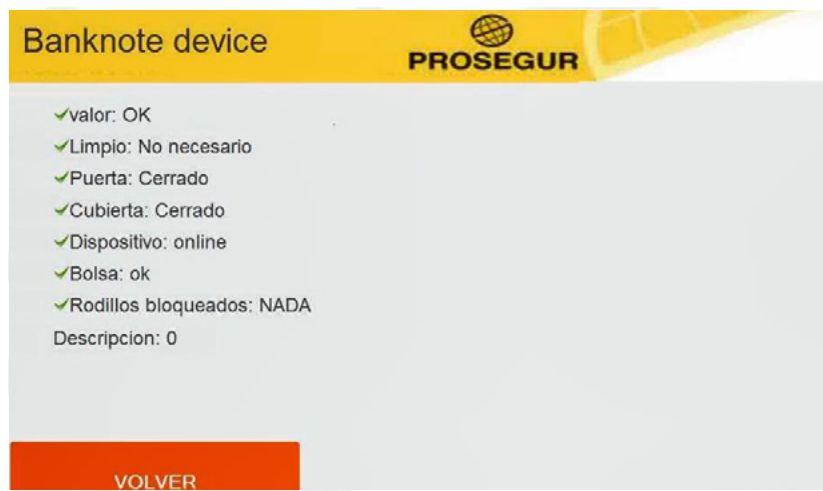 Banknote device
PROSEGUR
valor: OK
Limpio: No necesario
Puerta: Cerrado
Cubierta: Cerrado
Dispositivo: online
Bolsa: ok
Rodillos bloqueados: NADA
Descripcion: 0
VOLVER